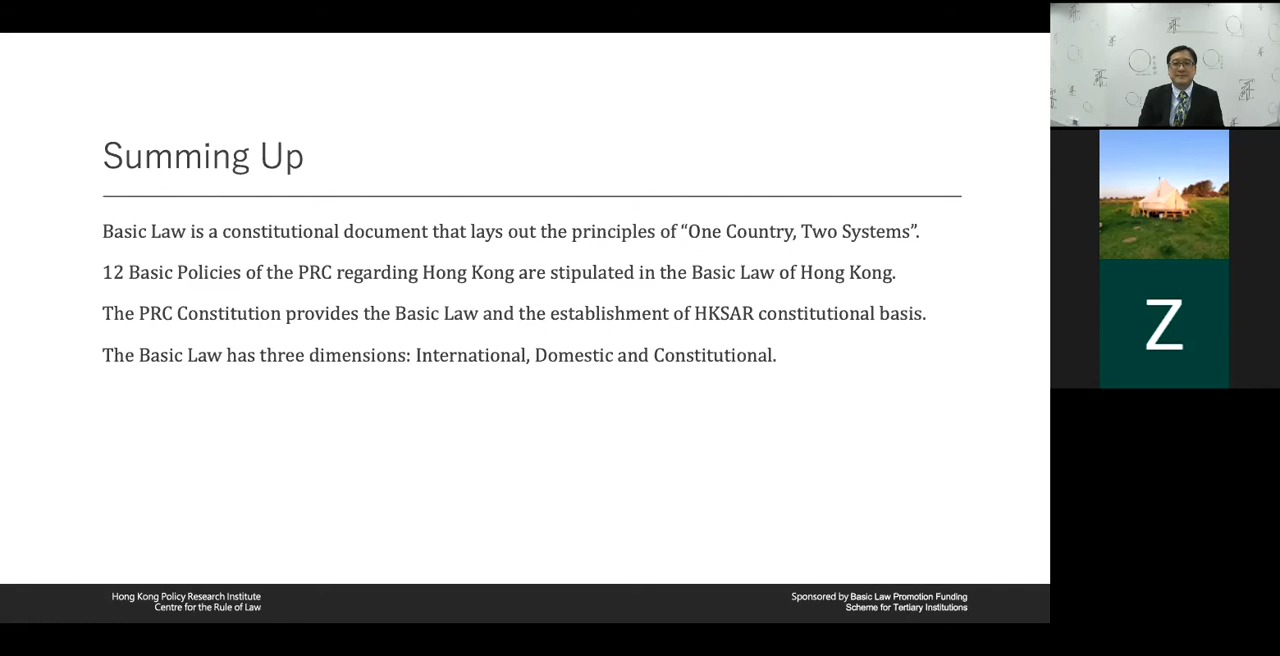 Summing Up
Basic Law is a constitutional document that lays out the principles of “One Country, Two Systems”.
12 Basic Policies of the PRC regarding Hong Kong are stipulated in the Basic Law of Hong Kong.
The PRC Constitution provides the Basic Law and the establishment of HKSAR constitutional basis.
The Basic Law has three dimensions: International, Domestic and Constitutional.
Hong Kong Policy Research Institute
Centre for the Rule of Law
Sponsored by Basic Law Promotion Funding
Scheme for Tertiary Institutions
Z